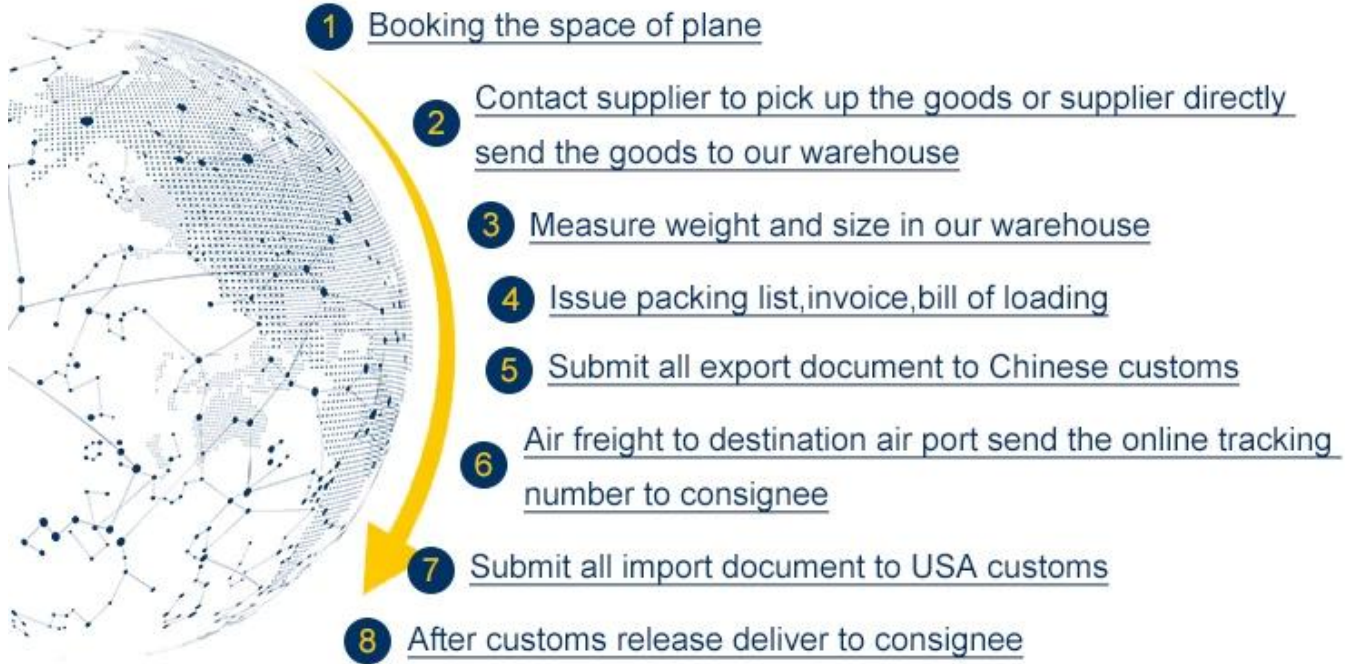 1 Booking the space of plane
2 Contact supplier to pick up the goods or supplier directly
send the goods to our warehouse
3 Measure weight and size in our warehouse
4 Issue packing list,invoice,bill of loading
5 Submit all export document to Chinese customs
6 Air freight to destination air port send the online tracking
number to consignee
7 Submit all import document to USA customs
8 After customs release deliver to consignee